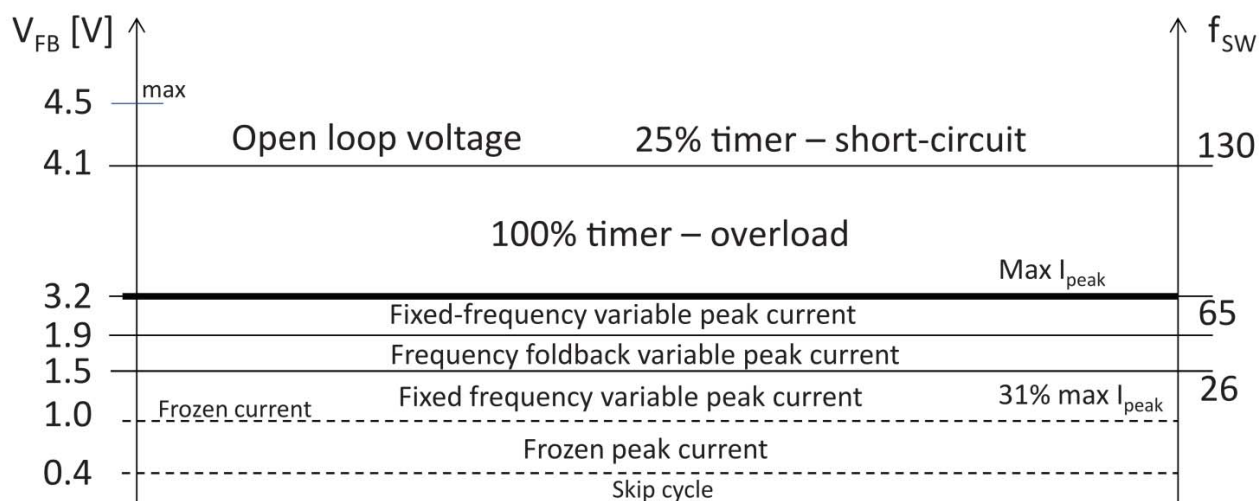 V_FB [V]
f_SW
max
4.5
Open loop voltage
25% timer – short-circuit
130
4.1
100% timer – overload
Max I_peak
3.2
65
Fixed-frequency variable peak current
1.9
Frequency foldback variable peak current
1.5
26
Fixed frequency variable peak current
31% max I_peak
Frozen current
1.0
Frozen peak current
0.4
Skip cycle